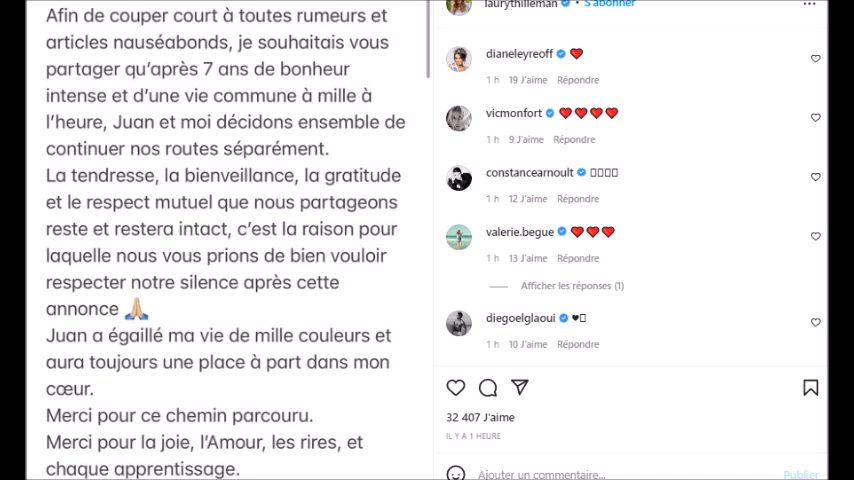 Afin de couper court à toutes rumeurs et
articles nauséabonds, je souhaitais vous
partager qu'après 7 ans de bonheur
intense et d'une vie commune à mille à
l'heure, Juan et moi décidons ensemble de
continuer nos routes séparément.
La tendresse, la bienveillance, la gratitude
et le respect mutuel que nous partageons
reste et restera intact, c'est la raison pour
laquelle nous vous prions de bien vouloir
respecter notre silence après cette
annonce 🙏🏼
Juan a égaillé ma vie de mille couleurs et
aura toujours une place à part dans mon
cœur.
Merci pour ce chemin parcouru.
Merci pour la joie, l'Amour, les rires, et
chaque apprentissage.
laurythilleman • S'abonner
dianeleyreoff ❤️
1 h 19 J'aime Répondre
vicmonfort ❤️❤️❤️❤️
1 h 9 J'aime Répondre
constancearnoult
1 h 12 J'aime Répondre
valerie.begue ❤️❤️❤️
1 h 13 J'aime Répondre
Afficher les réponses (1)
diegoelglaoui ❤
1 h 10 J'aime Répondre
32 407 J'aime
IL Y A 1 HEURE
Ajouter un commentaire... Publier